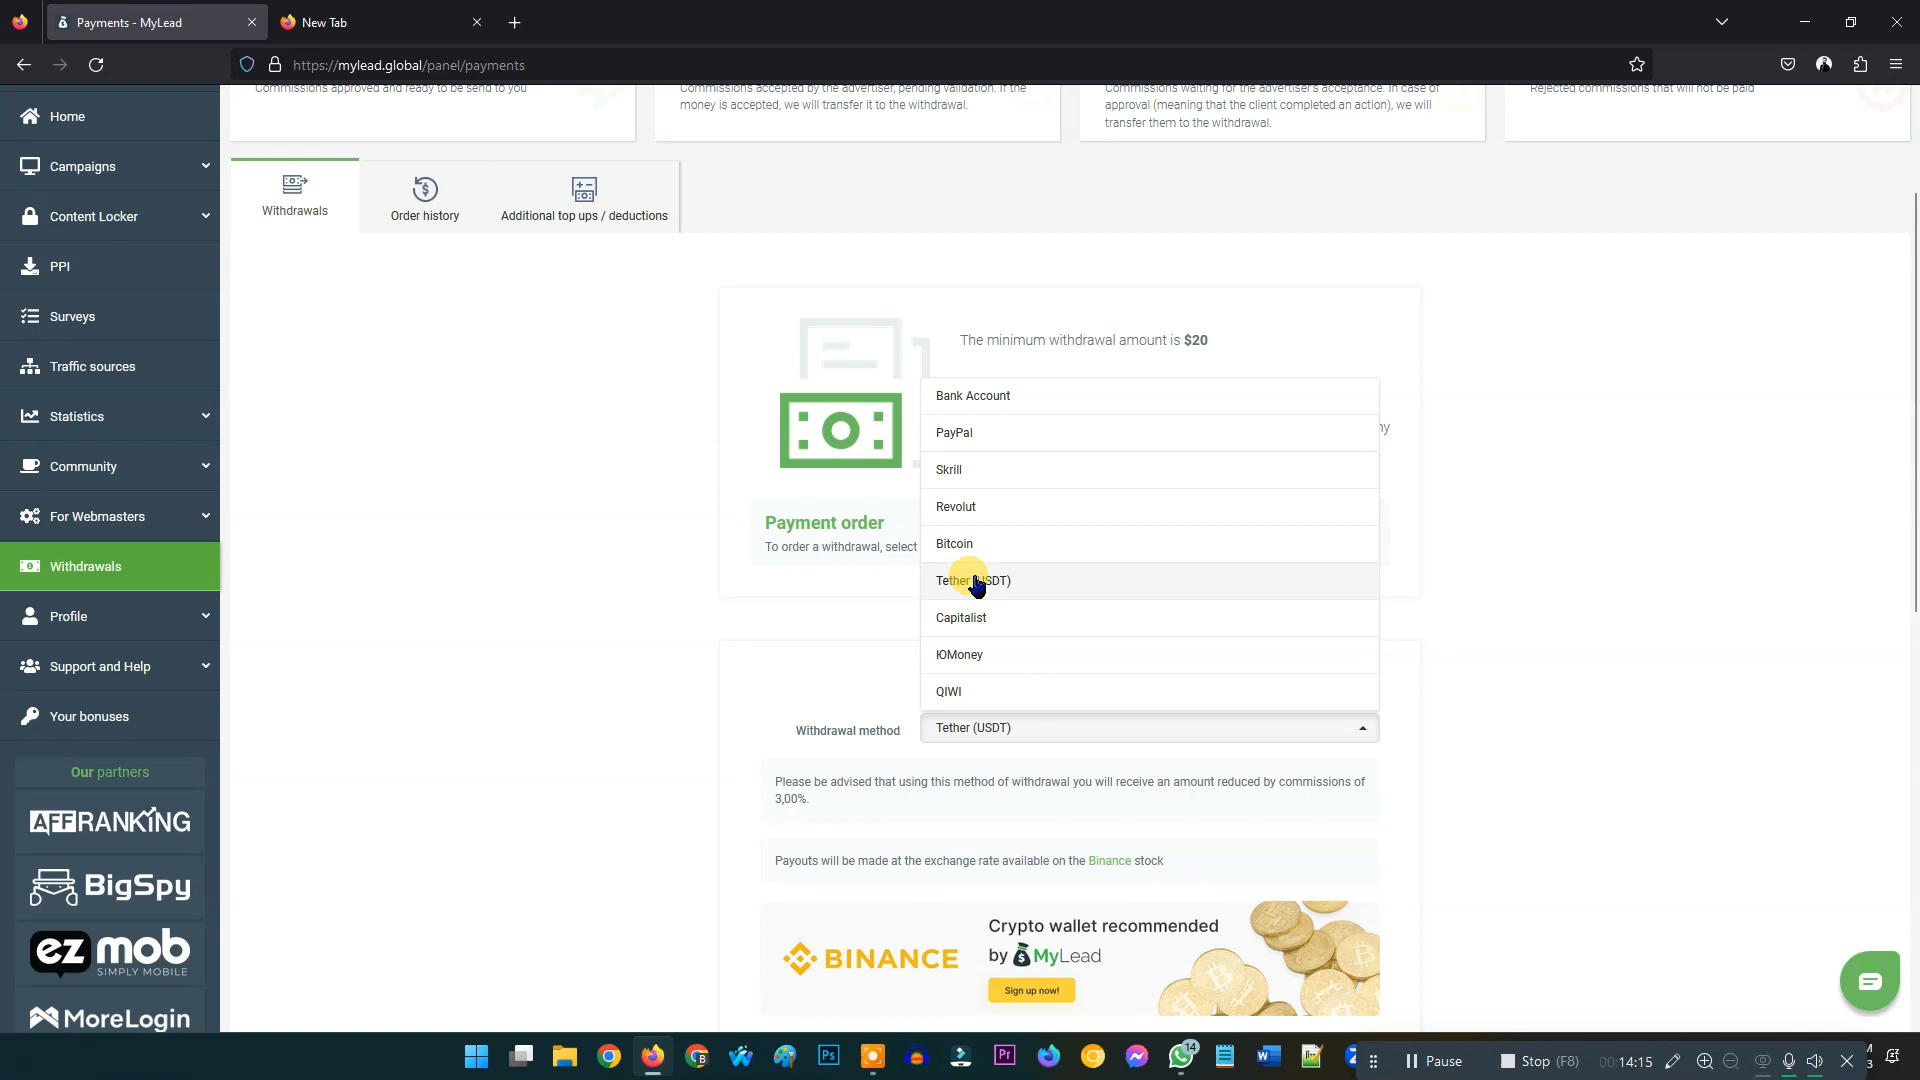 Payments - MyLead
New Tab
https://mylead.global/panel/payments
Home
Campaigns
Content Locker
PPI
Surveys
Traffic sources
Statistics
Community
For Webmasters
Withdrawals
Profile
Support and Help
Your bonuses
Our partners
AFFRANKING
BigSpy
ez mob
SIMPLY MOBILE
MoreLogin
Commissions approved and ready to be send to you
Commissions accepted by the advertiser, pending validation. If the
money is accepted, we will transfer it to the withdrawal.
Commissions waiting for the advertiser's acceptance. In case of
approval (meaning that the client completed an action), we will
transfer them to the withdrawal.
Rejected commissions that will not be paid
Withdrawals
Order history
Additional top ups / deductions
The minimum withdrawal amount is $20
Payment order
To order a withdrawal, select
Bank Account
PayPal
Skrill
Revolut
Bitcoin
Tether (USDT)
Capitalist
ЮMoney
QIWI
Withdrawal method
Tether (USDT)
Please be advised that using this method of withdrawal you will receive an amount reduced by commissions of
3,00%.
Payouts will be made at the exchange rate available on the Binance stock
BINANCE
Crypto wallet recommended
by MyLead
Sign up now!
14
Pause
Stop (F8)
00:14:15